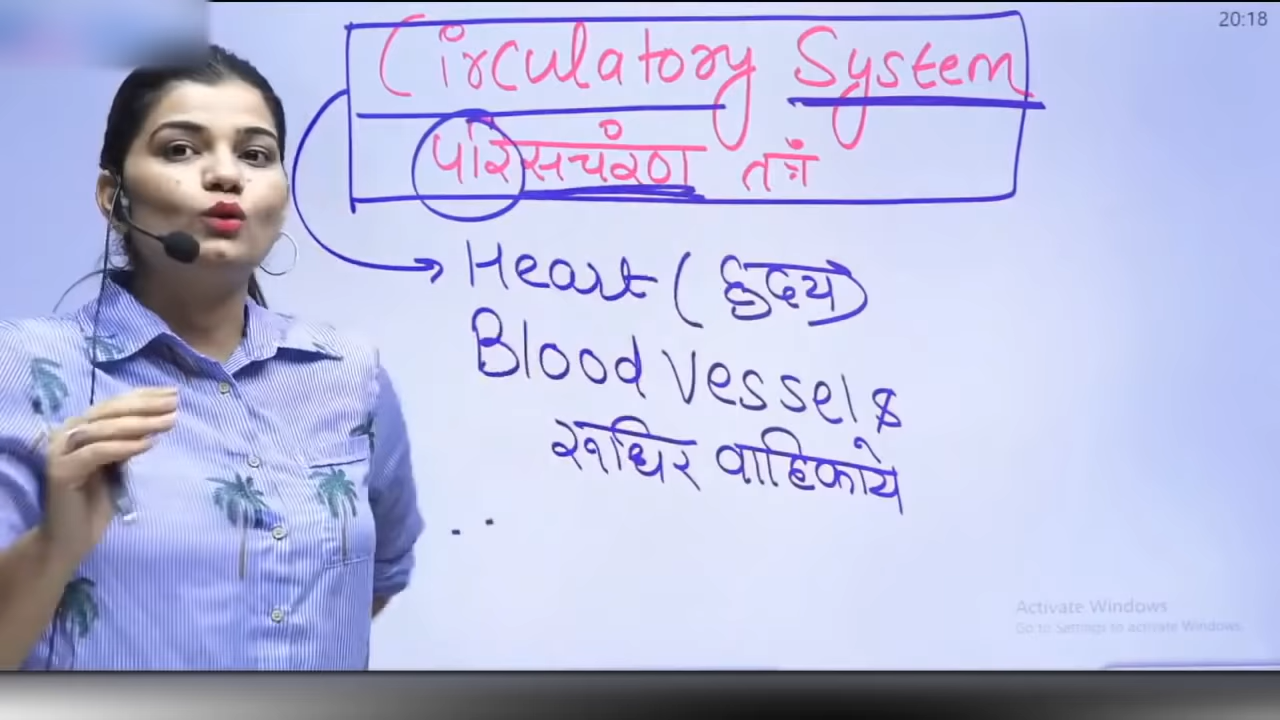 20:18
Circulatory System
परिसचंरण तत्रं
Heart (हृदय)
Blood Vessels
रूधिर वाहिकाये
Activate Windows
Go to Settings to activate Windows.